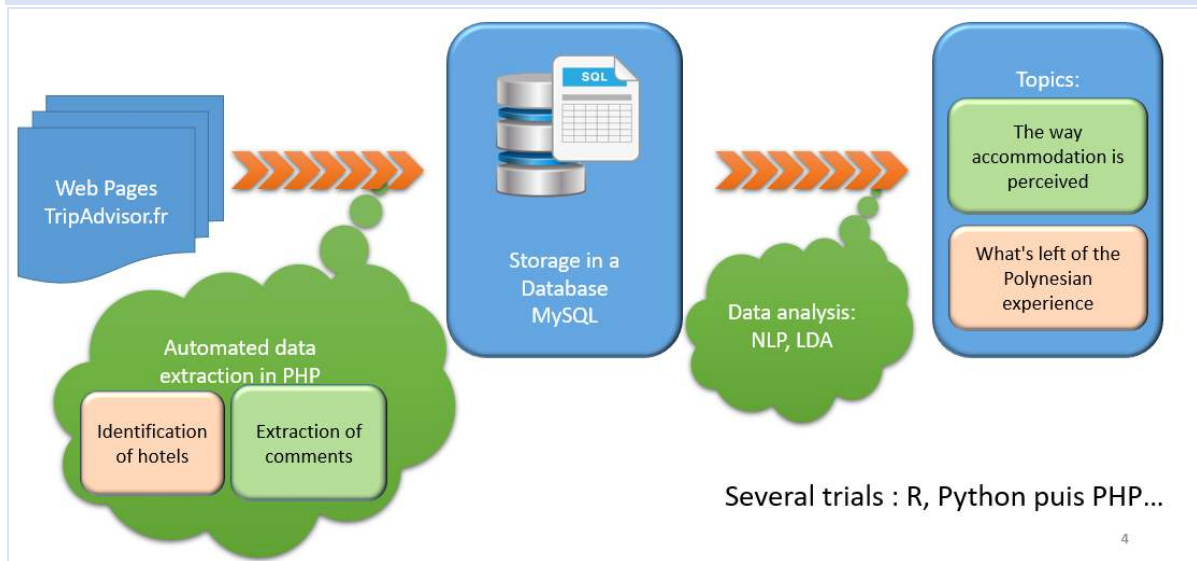 Web Pages
TripAdvisor.fr
Automated data
extraction in PHP
Identification
of hotels
Extraction of
comments
SQL
Storage in a
Database
MySQL
Data analysis:
NLP, LDA
Topics:
The way
accommodation is
perceived
What's left of the
Polynesian
experience
Several trials : R, Python puis PHP...
4